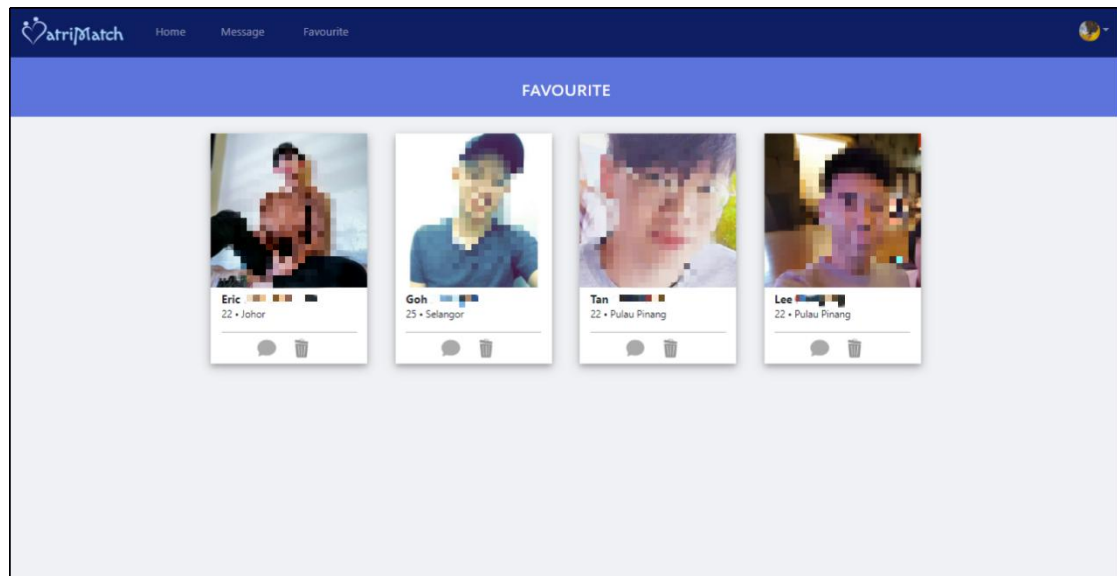 MatriMatch
Home
Message
Favourite
FAVOURITE
Eric
22 • Johor
Goh
25 • Selangor
Tan
22 • Pulau Pinang
Lee
22 • Pulau Pinang